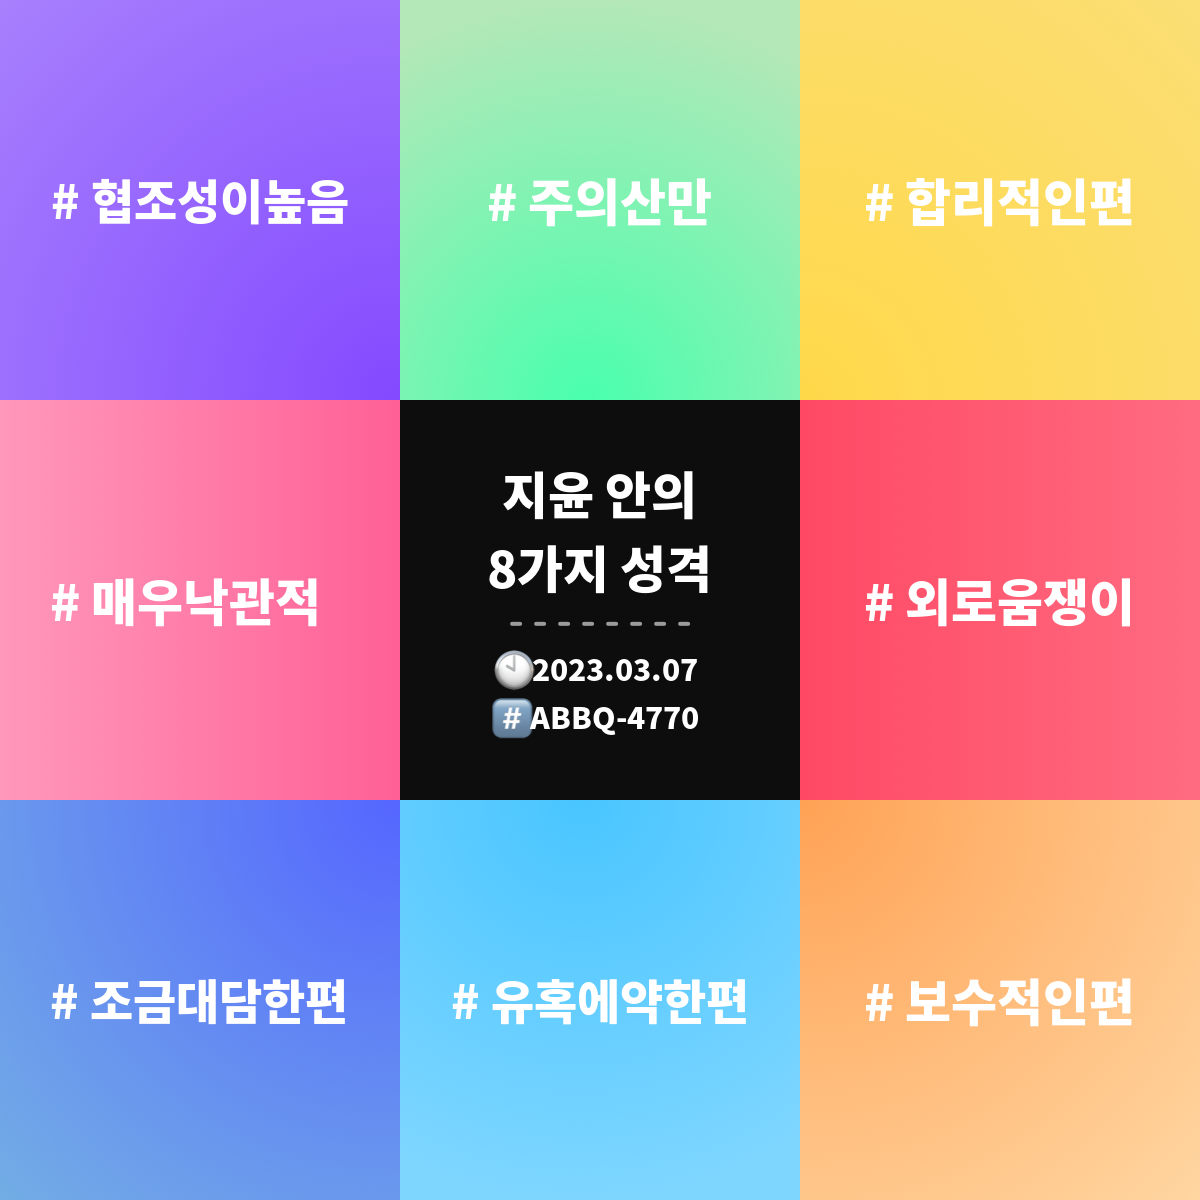 # 협조성이높음
# 주의산만
# 합리적인편
# 매우낙관적
지윤 안의
8가지 성격
🕙2023.03.07
#️⃣ABBQ-4770
# 외로움쟁이
# 조금대담한편
# 유혹에약한편
# 보수적인편